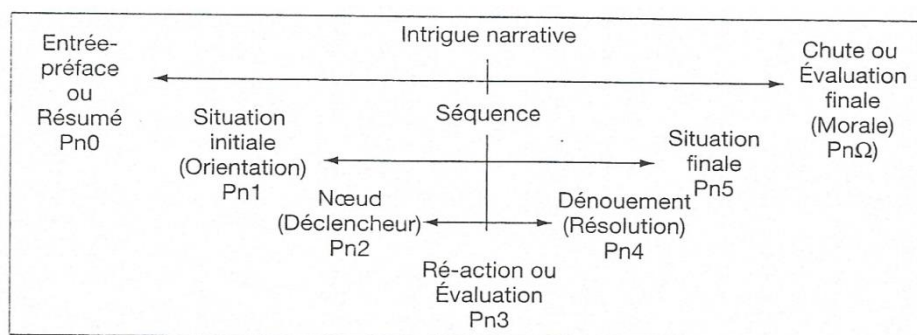 Intrigue narrative
Entrée-
préface
ou
Résumé
Pn0
Chute ou
Évaluation
finale
(Morale)
PnΩ)
Séquence
Situation
initiale
(Orientation)
Pn1
Situation
finale
Pn5
Nœud
(Déclencheur)
Pn2
Dénouement
(Résolution)
Pn4
Ré-action ou
Évaluation
Pn3